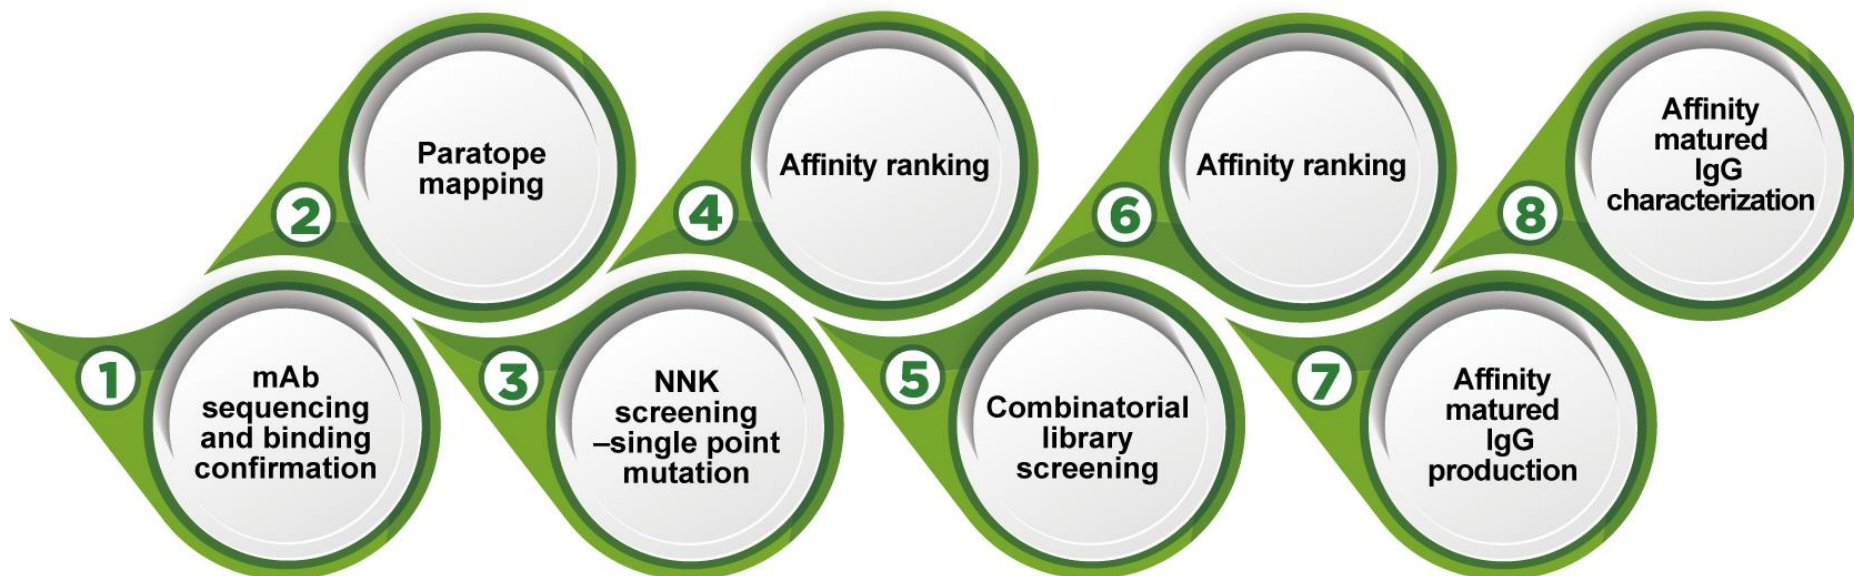 1
mAb
sequencing
and binding
confirmation
2
Paratope
mapping
3
NNK
screening
–single point
mutation
4
Affinity ranking
5
Combinatorial
library
screening
6
Affinity ranking
7
Affinity
matured
IgG
production
8
Affinity
matured
IgG
characterization